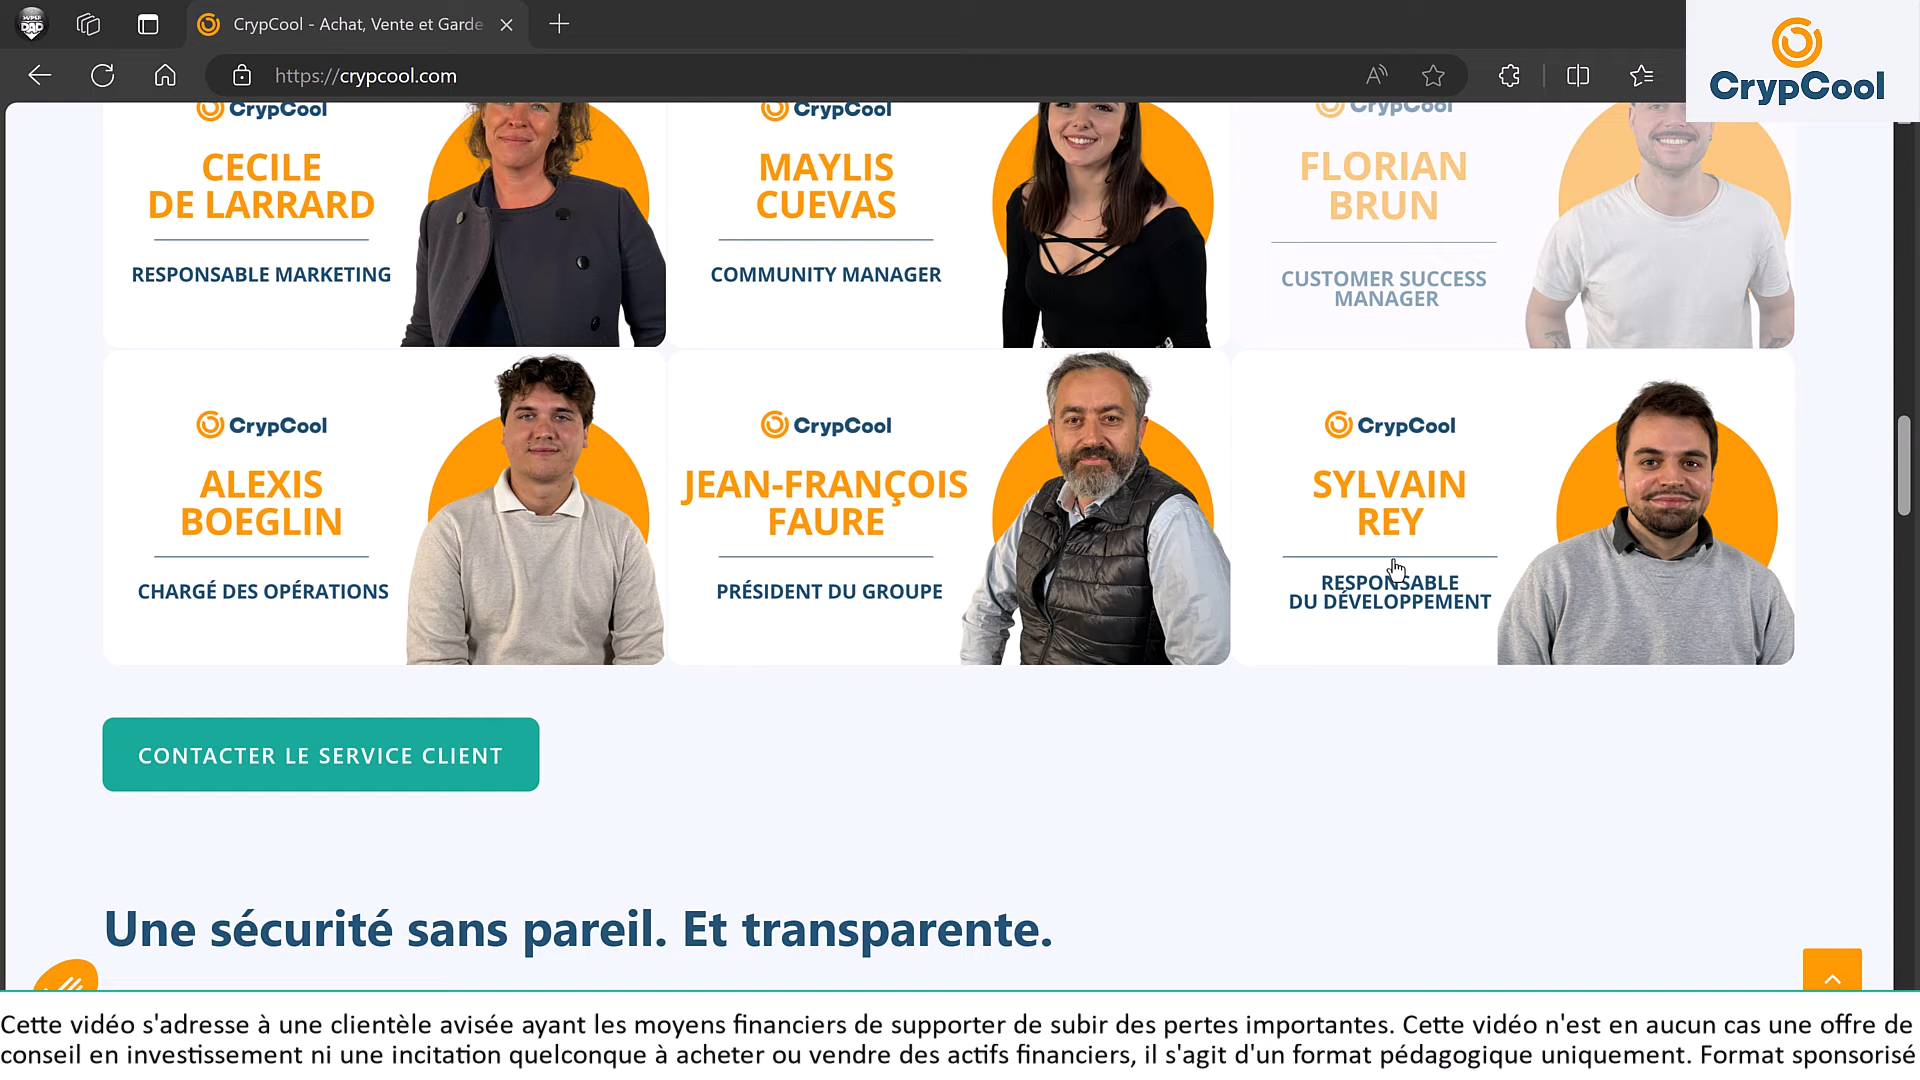 SUPER DAD
CrypCool - Achat, Vente et Garde
https://crypcool.com
CrypCool
CrypCool
CECILE
DE LARRARD
RESPONSABLE MARKETING
CrypCool
MAYLIS
CUEVAS
COMMUNITY MANAGER
CrypCool
FLORIAN
BRUN
CUSTOMER SUCCESS
MANAGER
CrypCool
ALEXIS
BOEGLIN
CHARGÉ DES OPÉRATIONS
CrypCool
JEAN-FRANÇOIS
FAURE
PRÉSIDENT DU GROUPE
CrypCool
SYLVAIN
REY
RESPONSABLE
DU DÉVELOPPEMENT
CONTACTER LE SERVICE CLIENT
Une sécurité sans pareil. Et transparente.
Cette vidéo s'adresse à une clientèle avisée ayant les moyens financiers de supporter de subir des pertes importantes. Cette vidéo n'est en aucun cas une offre de
conseil en investissement ni une incitation quelconque à acheter ou vendre des actifs financiers, il s'agit d'un format pédagogique uniquement. Format sponsorisé